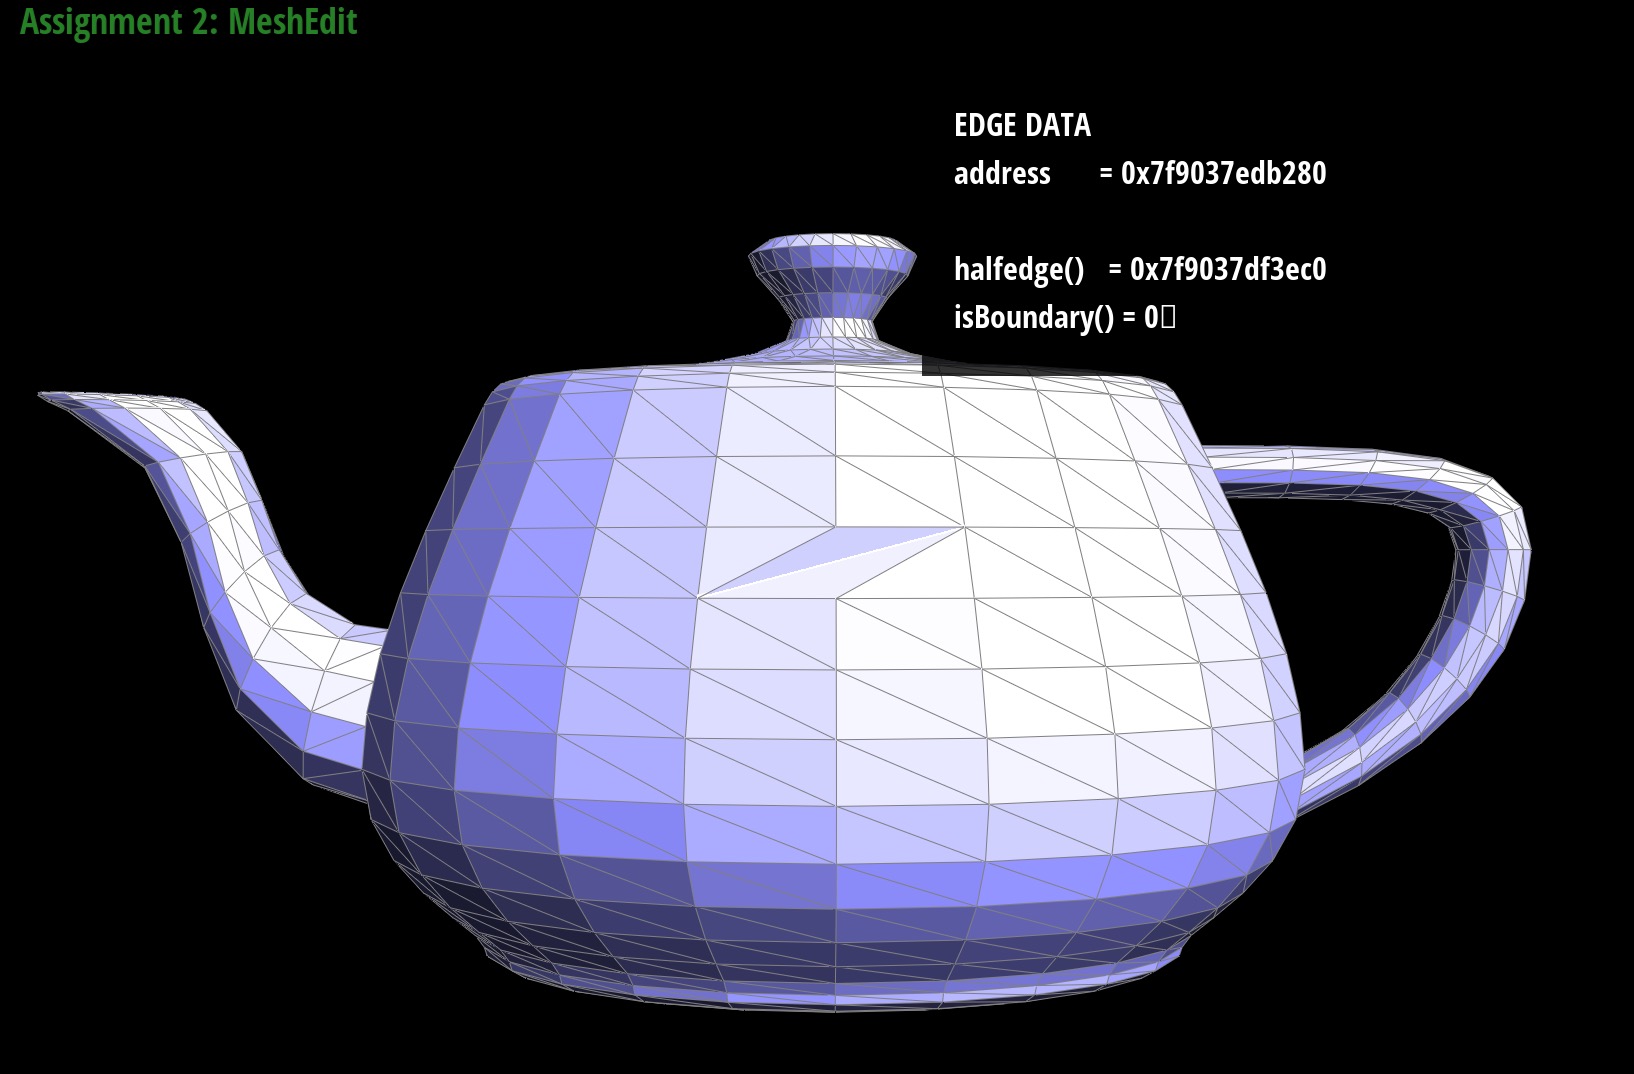 Assignment 2: MeshEdit
EDGE DATA
address = 0x7f9037edb280
halfedge() = 0x7f9037df3ec0
isBoundary() = 0